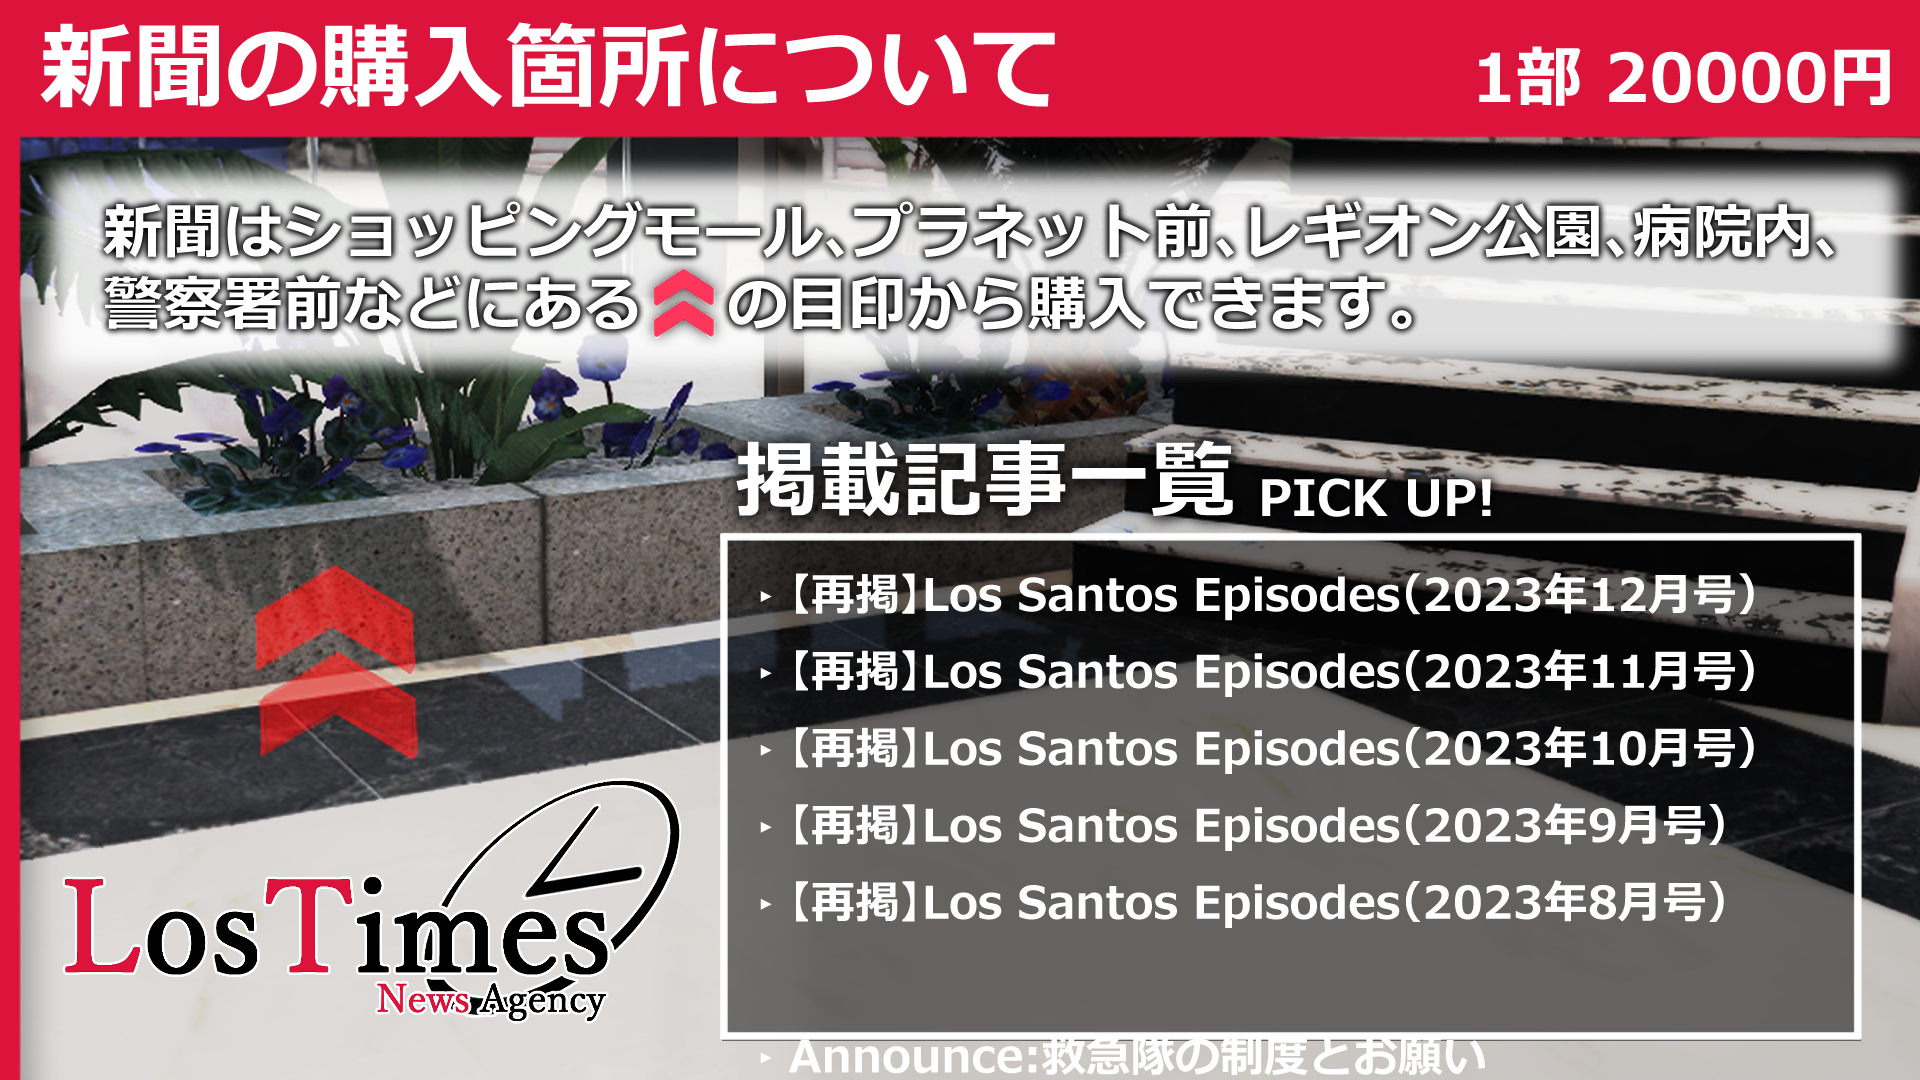 新聞の購入箇所について
1部 20000円
新聞はショッピングモール、プラネット前、レギオン公園、病院内、
警察署前などにある の目印から購入できます。
掲載記事一覧 PICK UP!
▸【再掲】Los Santos Episodes（2023年12月号）
▸【再掲】Los Santos Episodes（2023年11月号）
▸【再掲】Los Santos Episodes（2023年10月号）
▸【再掲】Los Santos Episodes（2023年9月号）
▸【再掲】Los Santos Episodes（2023年8月号）
▸ Announce:救急隊の制度とお願い
LosTimes
News Agency